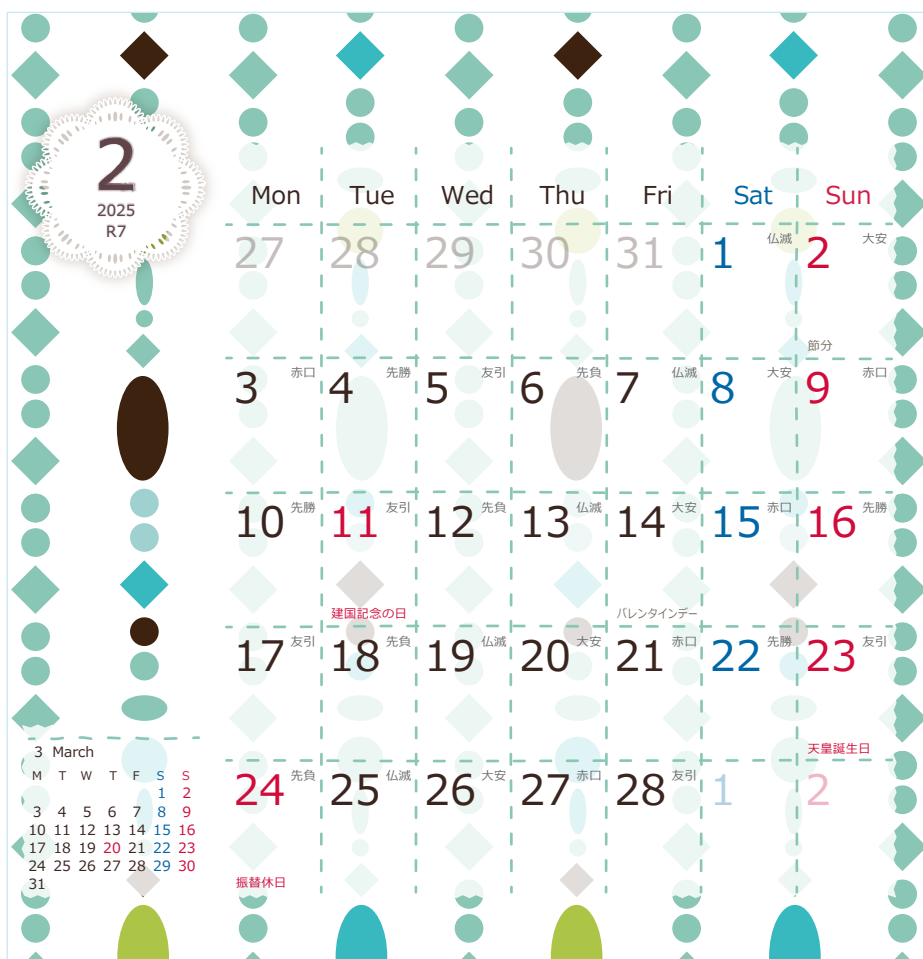 2
2025
R7
Mon Tue Wed Thu Fri Sat Sun
27 28 29 30 31 1 仏滅 2 大安
節分
3 赤口 4 先勝 5 友引 6 先負 7 仏滅 8 大安 9 赤口
10 先勝 11 友引 12 先負 13 仏滅 14 大安 15 赤口 16 先勝
建国記念の日 バレンタインデー
17 友引 18 先負 19 仏滅 20 大安 21 赤口 22 先勝 23 友引
天皇誕生日
24 先負 25 仏滅 26 大安 27 赤口 28 友引 1 2
振替休日
3 March
M T W T F S S
1 2
3 4 5 6 7 8 9
10 11 12 13 14 15 16
17 18 19 20 21 22 23
24 25 26 27 28 29 30
31